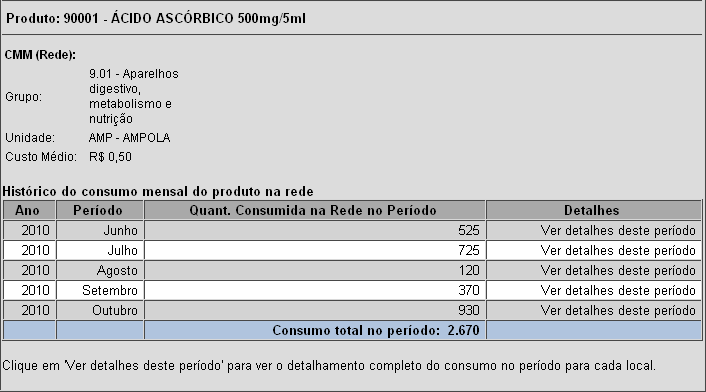 Produto: 90001 - ÁCIDO ASCÓRBICO 500mg/5ml
CMM (Rede):
Grupo: 9.01 - Aparelhos
digestivo,
metabolismo e
nutrição
Unidade: AMP - AMPOLA
Custo Médio: R$ 0,50
Histórico do consumo mensal do produto na rede
Ano Período Quant. Consumida na Rede no Período Detalhes
2010 Junho 525 Ver detalhes deste período
2010 Julho 725 Ver detalhes deste período
2010 Agosto 120 Ver detalhes deste período
2010 Setembro 370 Ver detalhes deste período
2010 Outubro 930 Ver detalhes deste período
Consumo total no período: 2.670
Clique em 'Ver detalhes deste período' para ver o detalhamento completo do consumo no período para cada local.